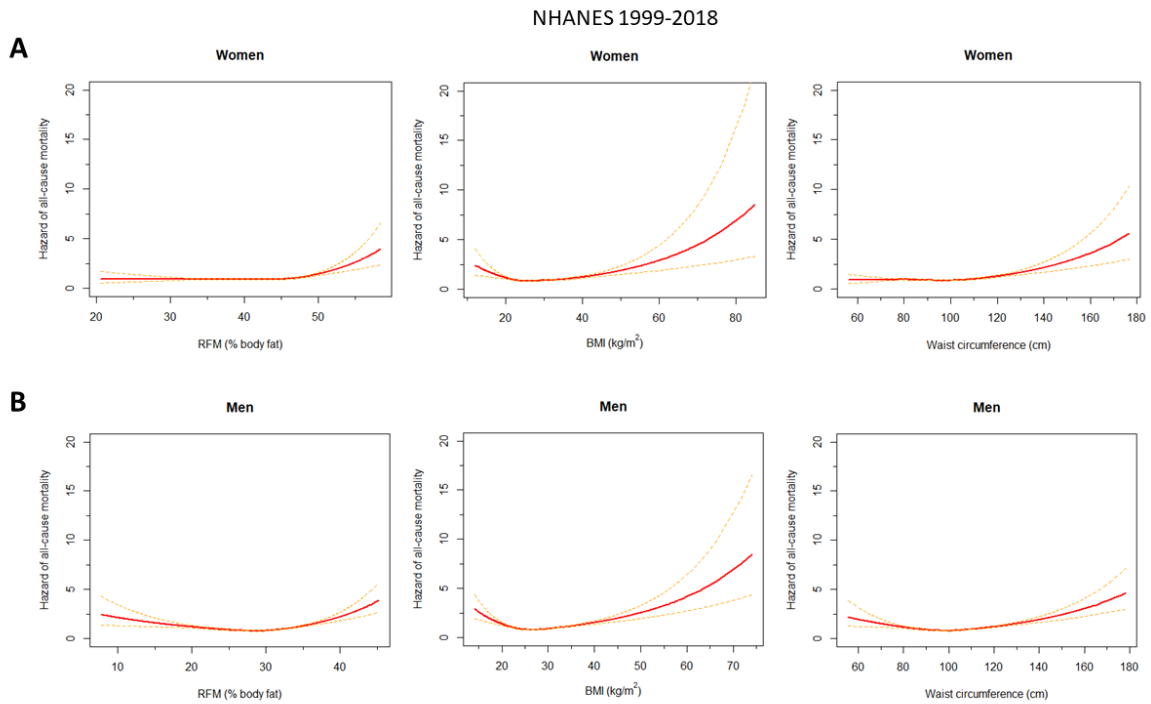 NHANES 1999-2018
A
Women
Women
Women
Hazard of all-cause mortality
0 5 10 15 20
20 30 40 50
RFM (% body fat)
Hazard of all-cause mortality
0 5 10 15 20
20 40 60 80
BMI (kg/m²)
Hazard of all-cause mortality
0 5 10 15 20
60 80 100 120 140 160 180
Waist circumference (cm)
B
Men
Men
Men
Hazard of all-cause mortality
0 5 10 15 20
10 20 30 40
RFM (% body fat)
Hazard of all-cause mortality
0 5 10 15 20
20 30 40 50 60 70
BMI (kg/m²)
Hazard of all-cause mortality
0 5 10 15 20
60 80 100 120 140 160 180
Waist circumference (cm)